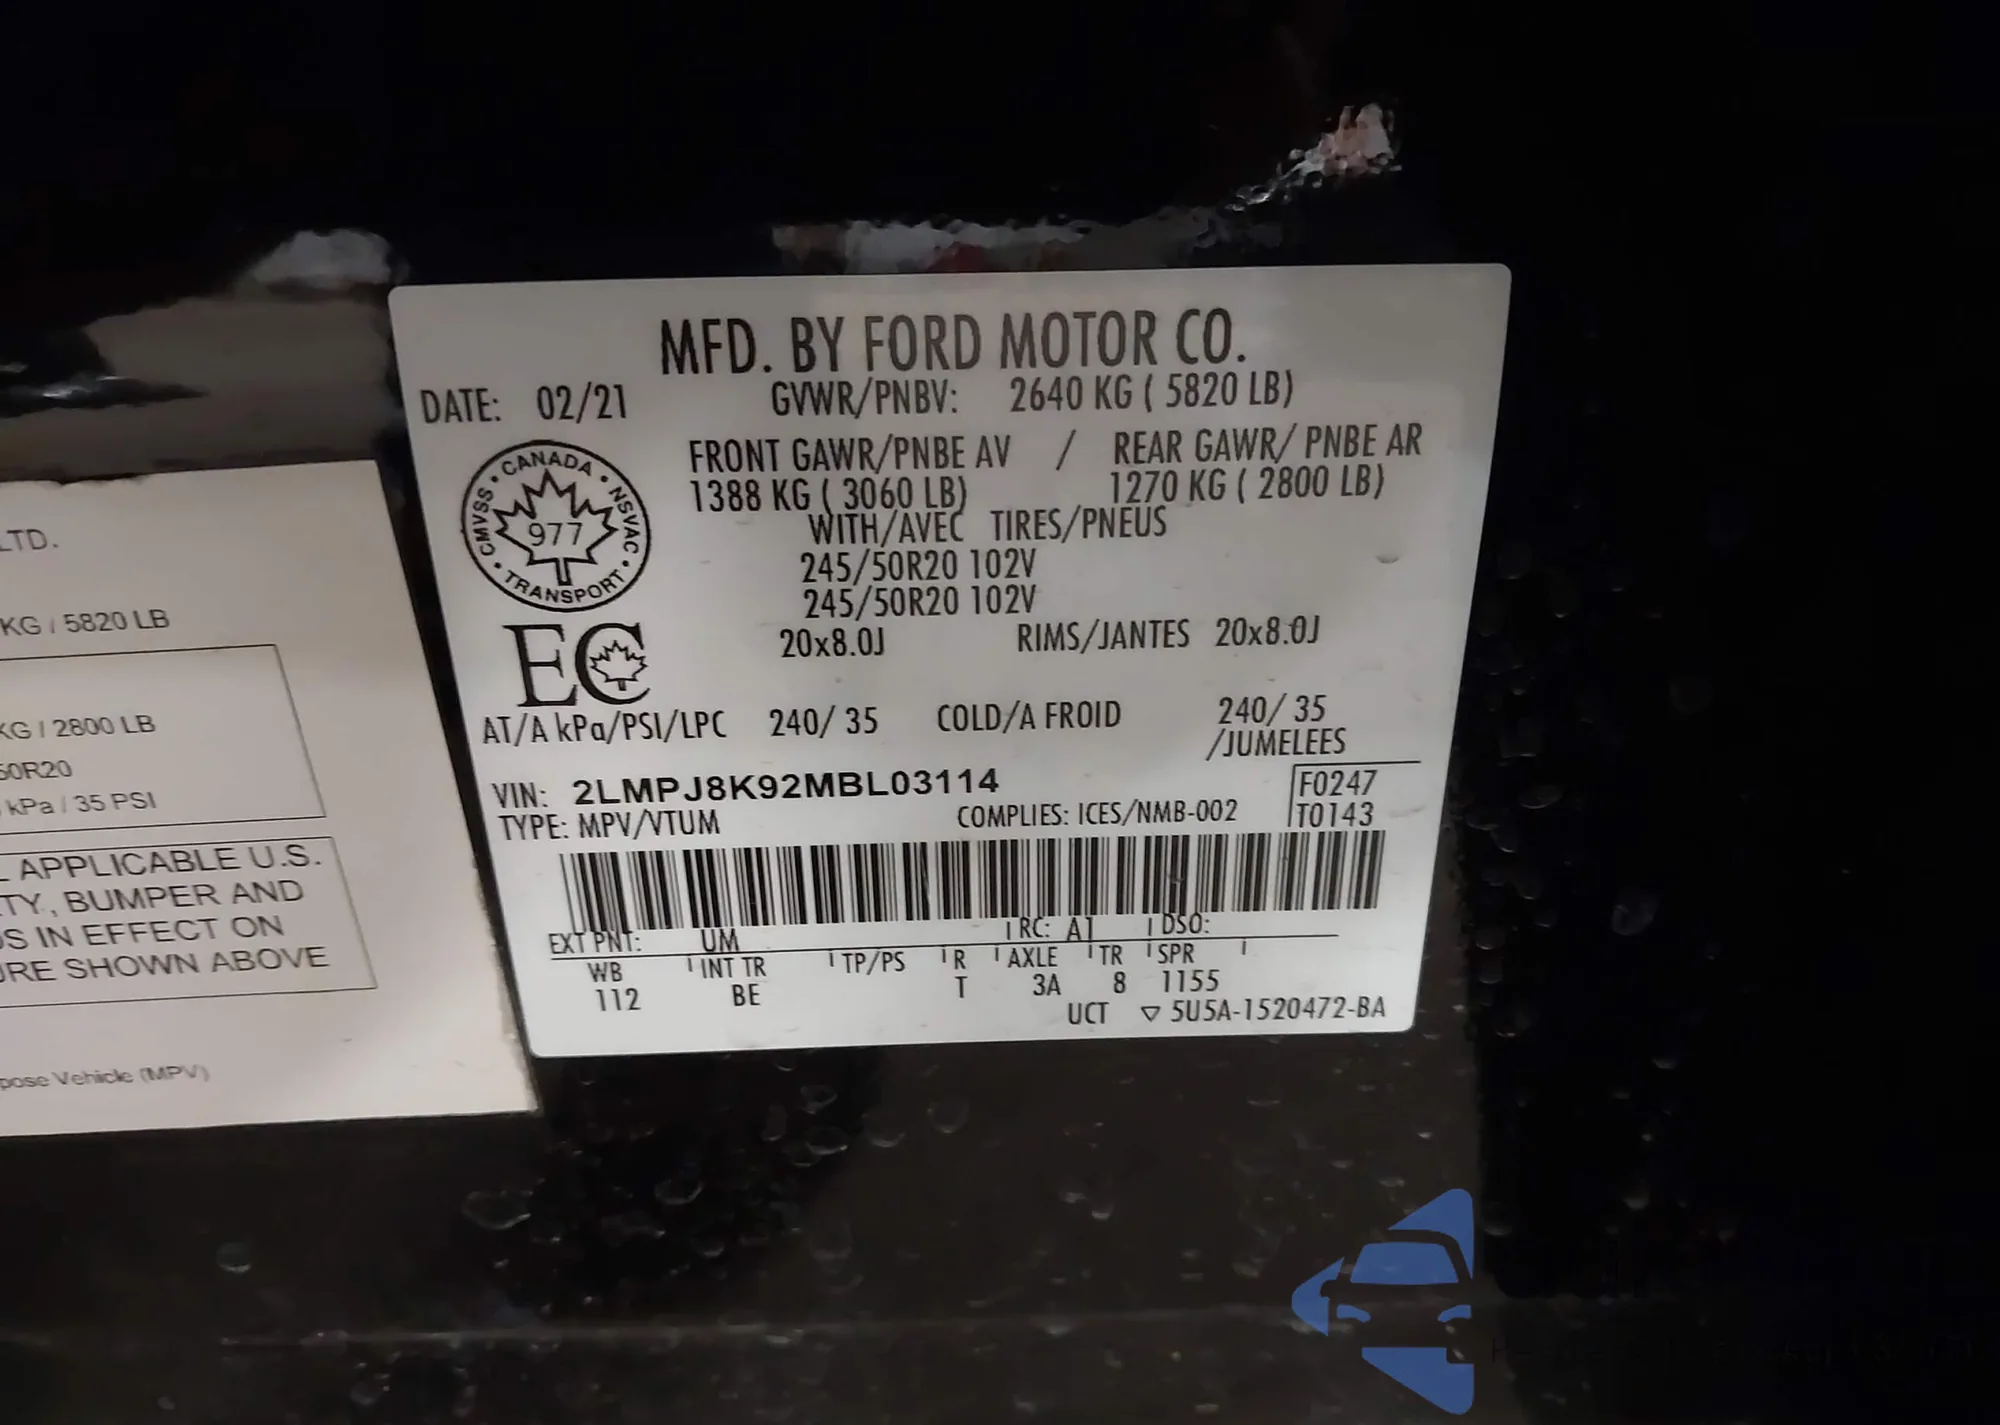 MFD. BY FORD MOTOR CO.
DATE: 02/21 GVWR/PNBV: 2640 KG ( 5820 LB)
FRONT GAWR/PNBE AV / REAR GAWR/ PNBE AR
1388 KG ( 3060 LB) 1270 KG ( 2800 LB)
WITH/AVEC TIRES/PNEUS
245/50R20 102V
245/50R20 102V
20x8.0J RIMS/JANTES 20x8.0J
CANADA
CMVSS NSVAC
977
TRANSPORT
EC
AT/A kPa/PSI/LPC 240/ 35 COLD/A FROID 240/ 35
/JUMELEES
VIN: 2LMPJ8K92MBL03114
F0247
TYPE: MPV/VTUM COMPLIES: ICES/NMB-002
T0143
EXT PNT: UM RC: A1 DSO:
WB INT TR TP/PS R AXLE TR SPR
112 BE T 3A 8 1155
UCT ▽ 5U5A-1520472-BA
LTD.
KG / 5820 LB
KG / 2800 LB
50R20
kPa / 35 PSI
APPLICABLE U.S.
TY, BUMPER AND
DS IN EFFECT ON
URE SHOWN ABOVE
pose Vehicle (MPV)